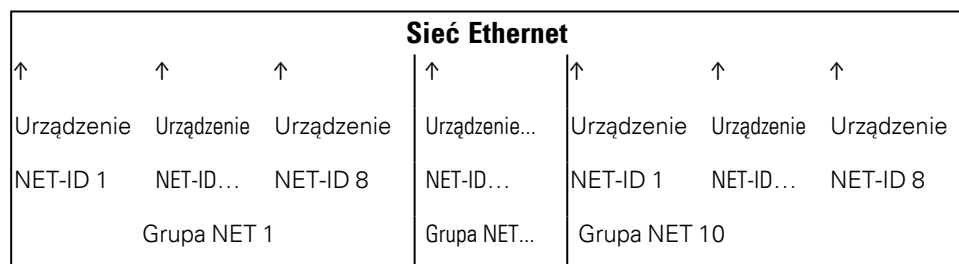 Sieć Ethernet
↑ ↑ ↑ ↑ ↑ ↑ ↑
Urządzenie Urządzenie Urządzenie Urządzenie... Urządzenie Urządzenie Urządzenie
NET-ID 1 NET-ID… NET-ID 8 NET-ID… NET-ID 1 NET-ID… NET-ID 8
Grupa NET 1 Grupa NET... Grupa NET 10